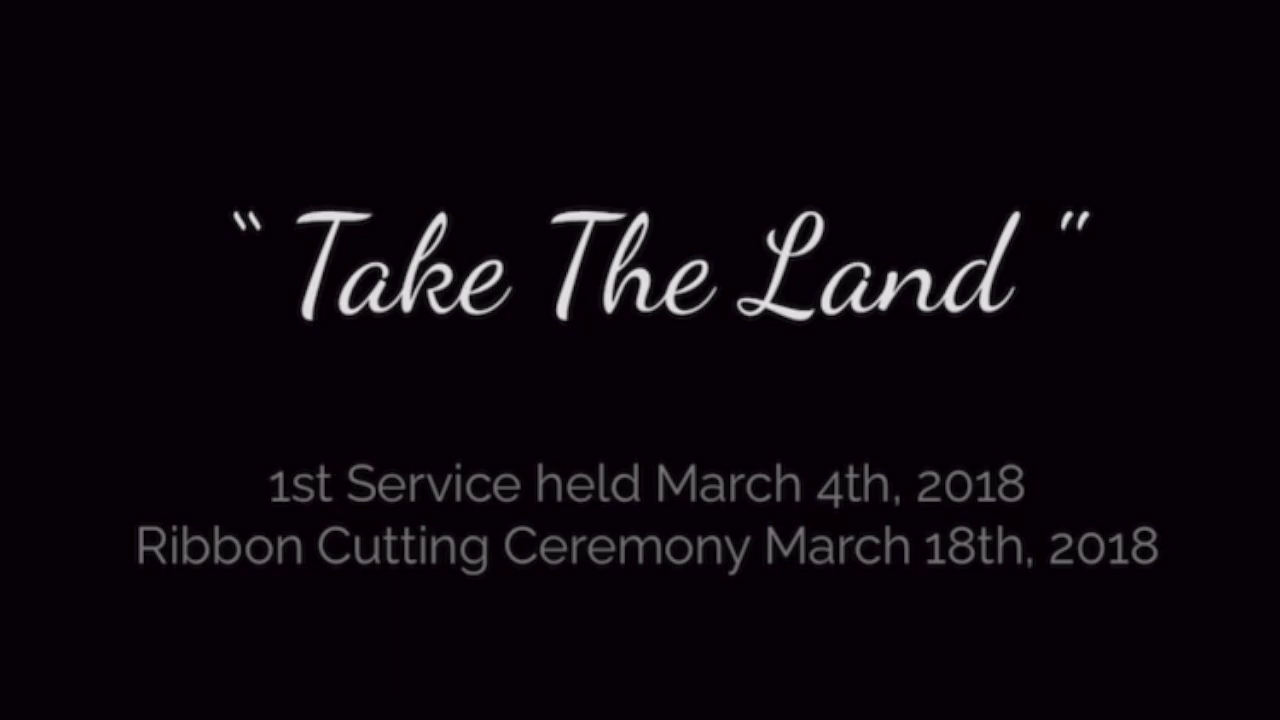 “ Take The Land ”
1st Service held March 4th, 2018
Ribbon Cutting Ceremony March 18th, 2018